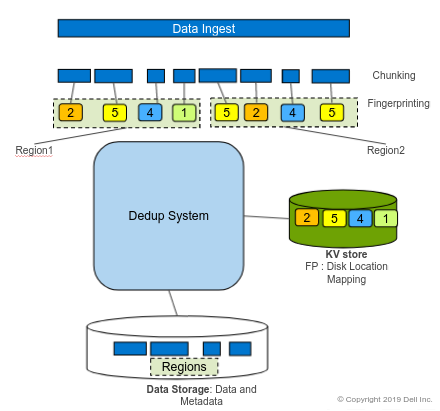 Data Ingest
Chunking
Fingerprinting
2 5 4 1 5 2 4 5
Region1 Region2
Dedup System
2 5 4 1
KV store
FP : Disk Location
Mapping
Regions
Data Storage: Data and
Metadata
© Copyright 2019 Dell Inc.